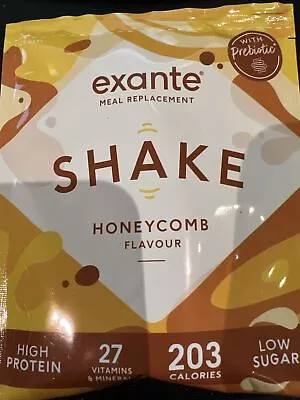 WITH
Prebiotic
exante®
MEAL REPLACEMENT
SHAKE
HONEYCOMB
FLAVOUR
HIGH
PROTEIN
27
VITAMINS
& MINERAL
203
CALORIES
LOW
SUGAR